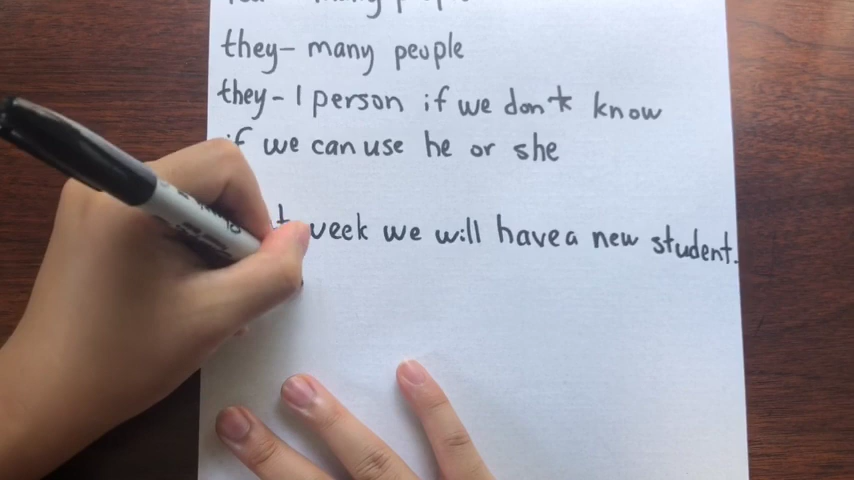 they- many people
they- 1 person if we don't know
if we can use he or she
week we will have a new student.